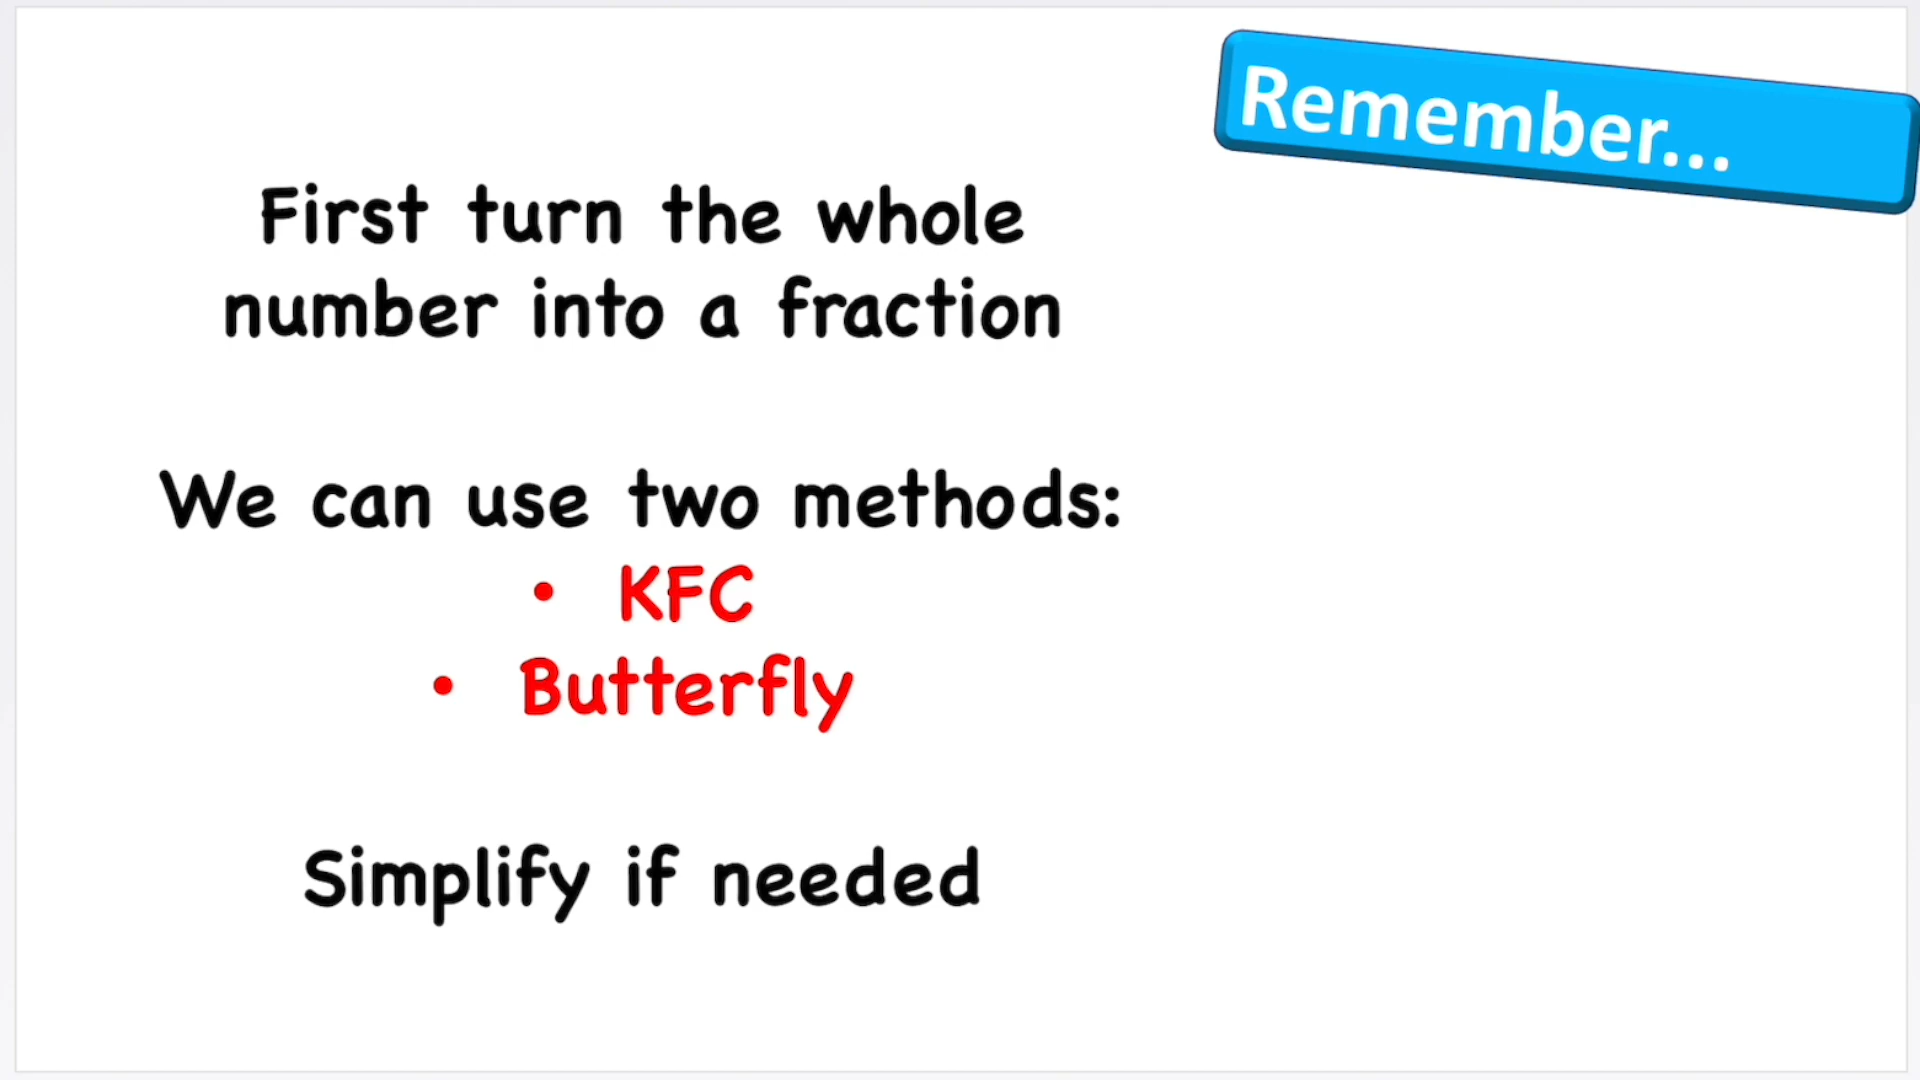 Remember...
First turn the whole
number into a fraction
We can use two methods:
• KFC
• Butterfly
Simplify if needed